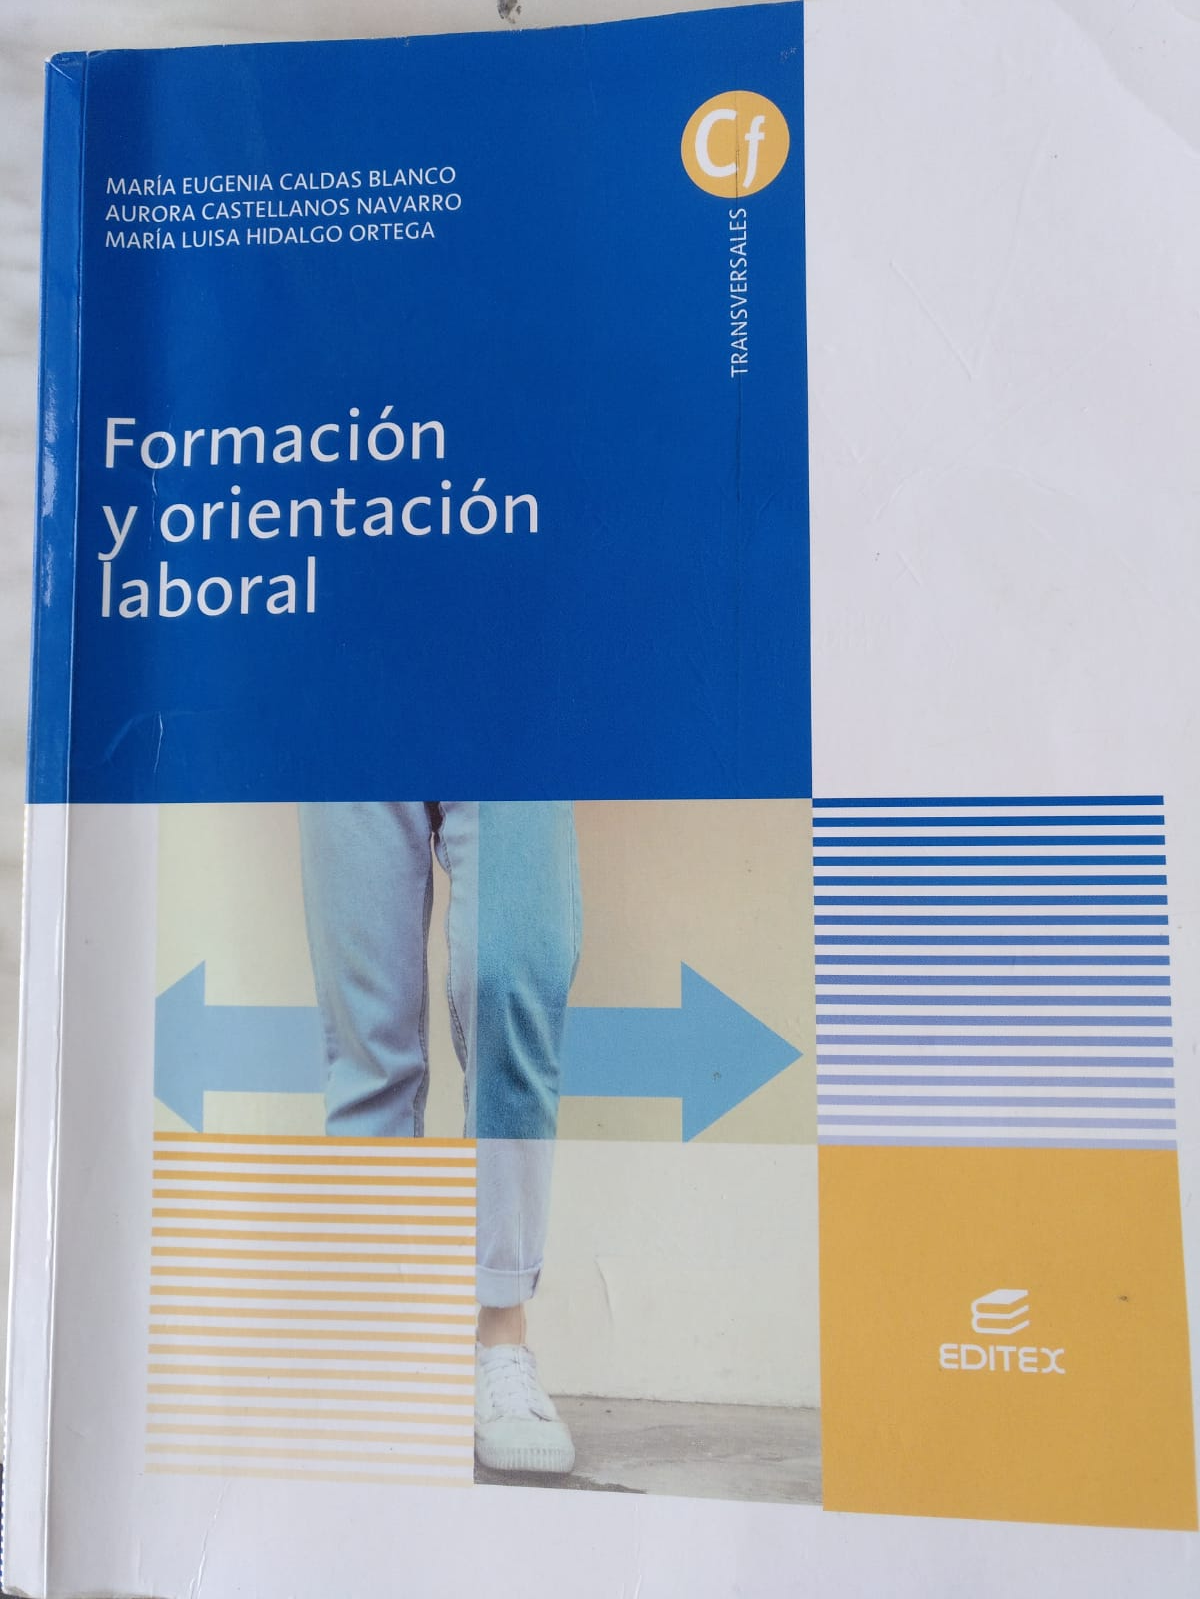 MARÍA EUGENIA CALDAS BLANCO
AURORA CASTELLANOS NAVARRO
MARÍA LUISA HIDALGO ORTEGA
Cf
TRANSVERSALES
Formación
y orientación
laboral
EDITEX